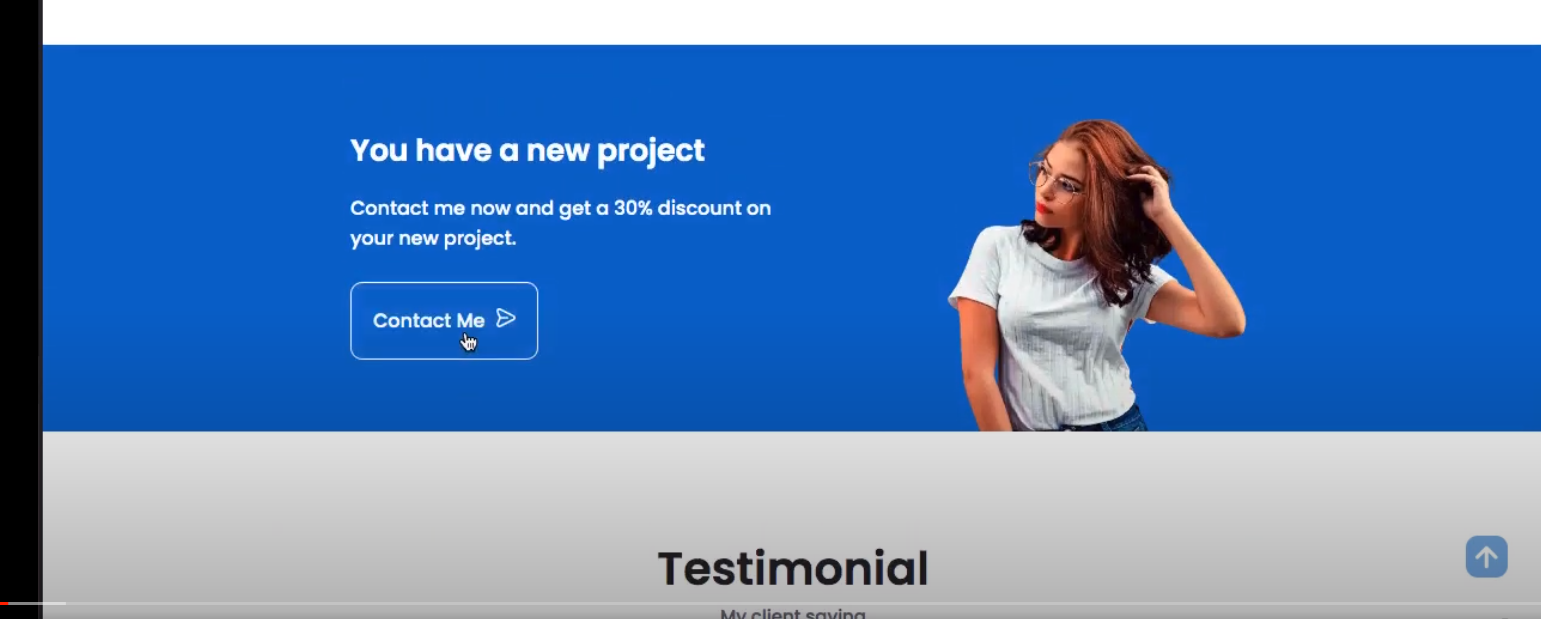 You have a new project
Contact me now and get a 30% discount on
your new project.
Contact Me
Testimonial
My client saying